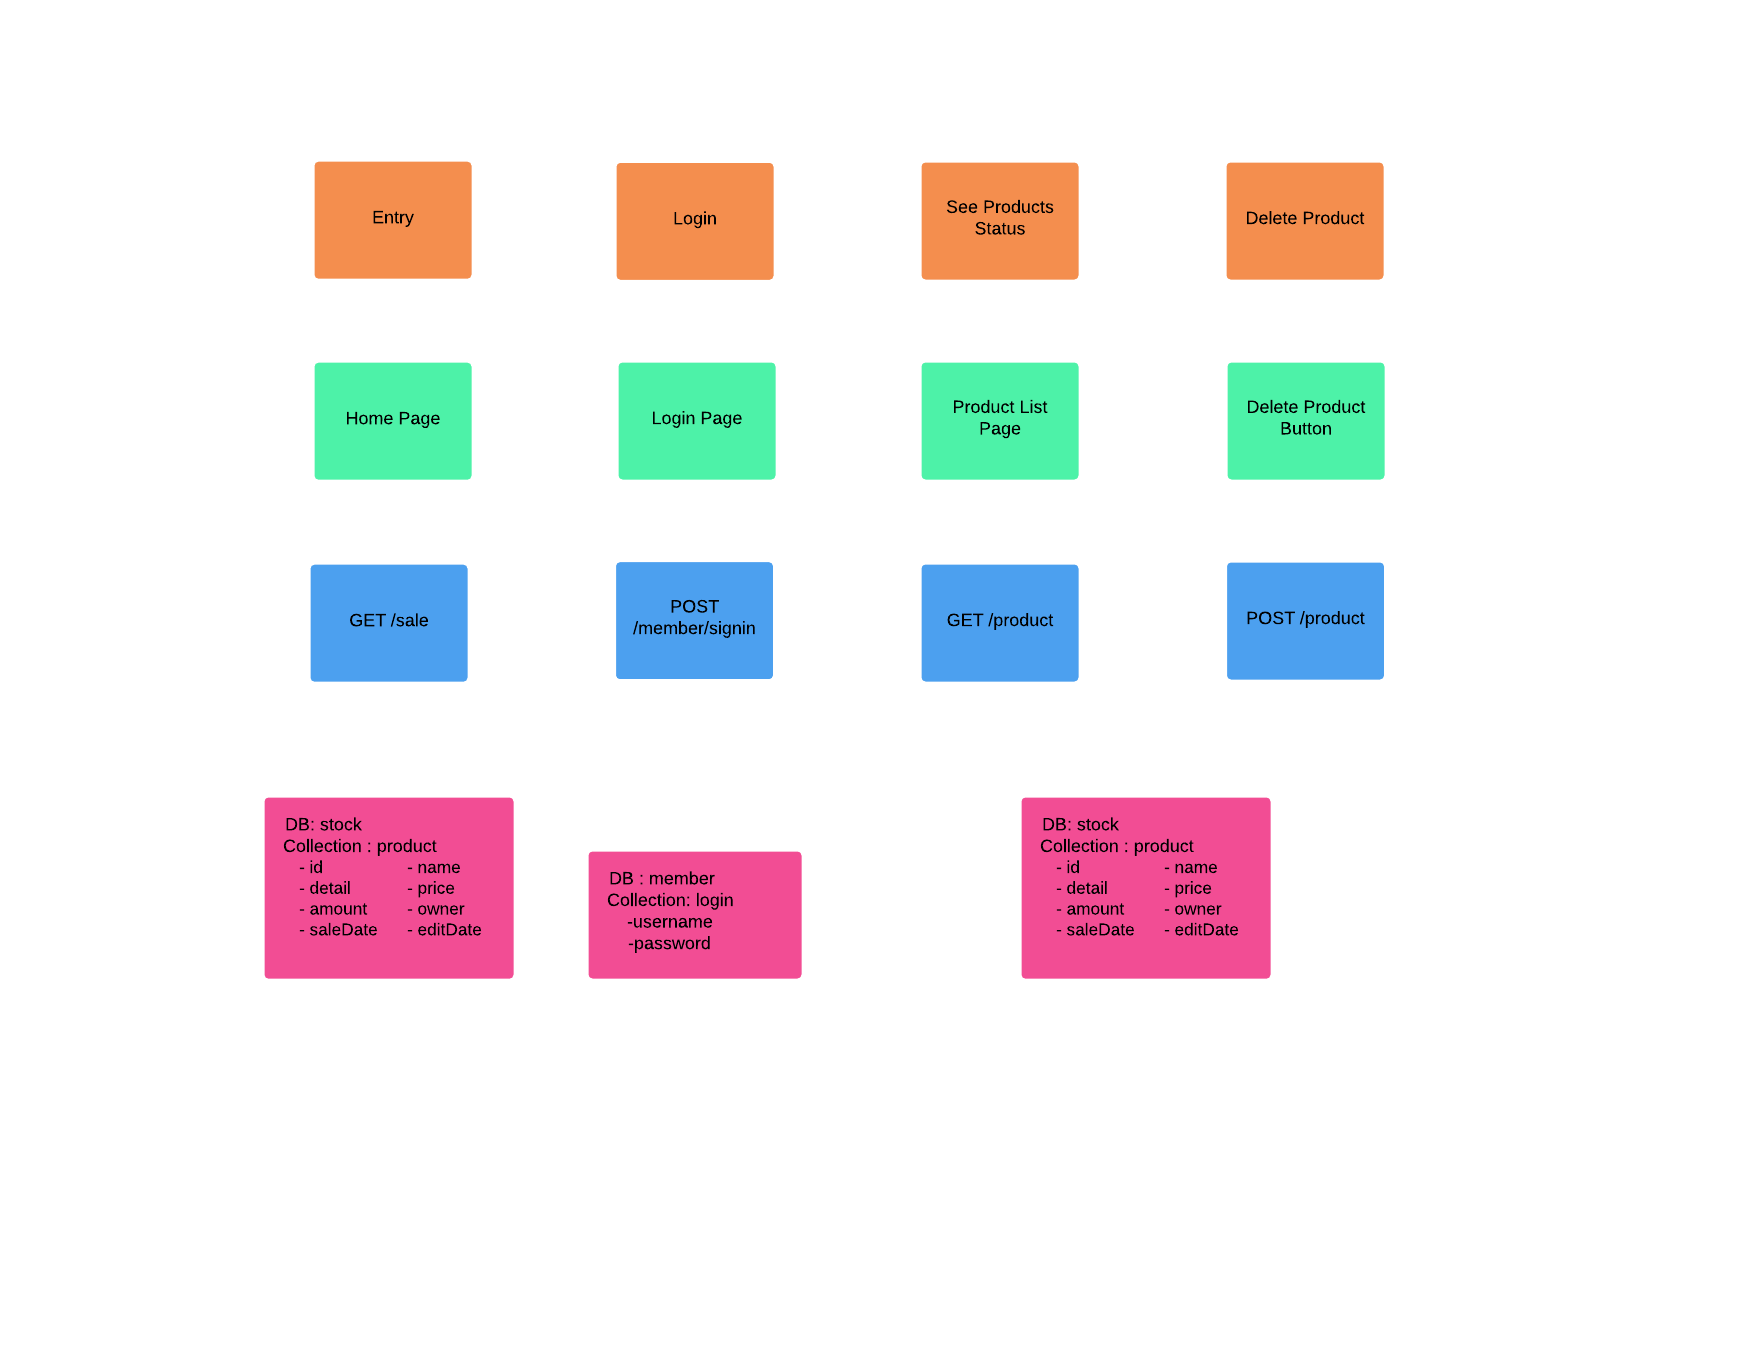 Entry
Login
See Products
Status
Delete Product
Home Page
Login Page
Product List
Page
Delete Product
Button
GET /sale
POST
/member/signin
GET /product
POST /product
DB: stock
Collection : product
- id - name
- detail - price
- amount - owner
- saleDate - editDate
DB : member
Collection: login
-username
-password
DB: stock
Collection : product
- id - name
- detail - price
- amount - owner
- saleDate - editDate